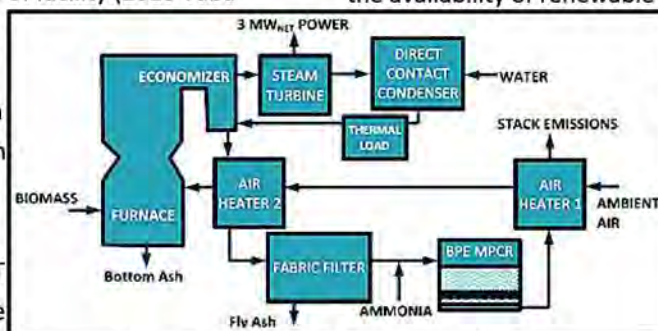 the availability of renewable
3 MWNET POWER
ECONOMIZER
STEAM
TURBINE
DIRECT
CONTACT
CONDENSER
WATER
THERMAL
LOAD
STACK EMISSIONS
BIOMASS
FURNACE
AIR
HEATER 2
AIR
HEATER 1
AMBIENT
AIR
Bottom Ash
FABRIC FILTER
BPE MPCR
AMMONIA
Fly Ash